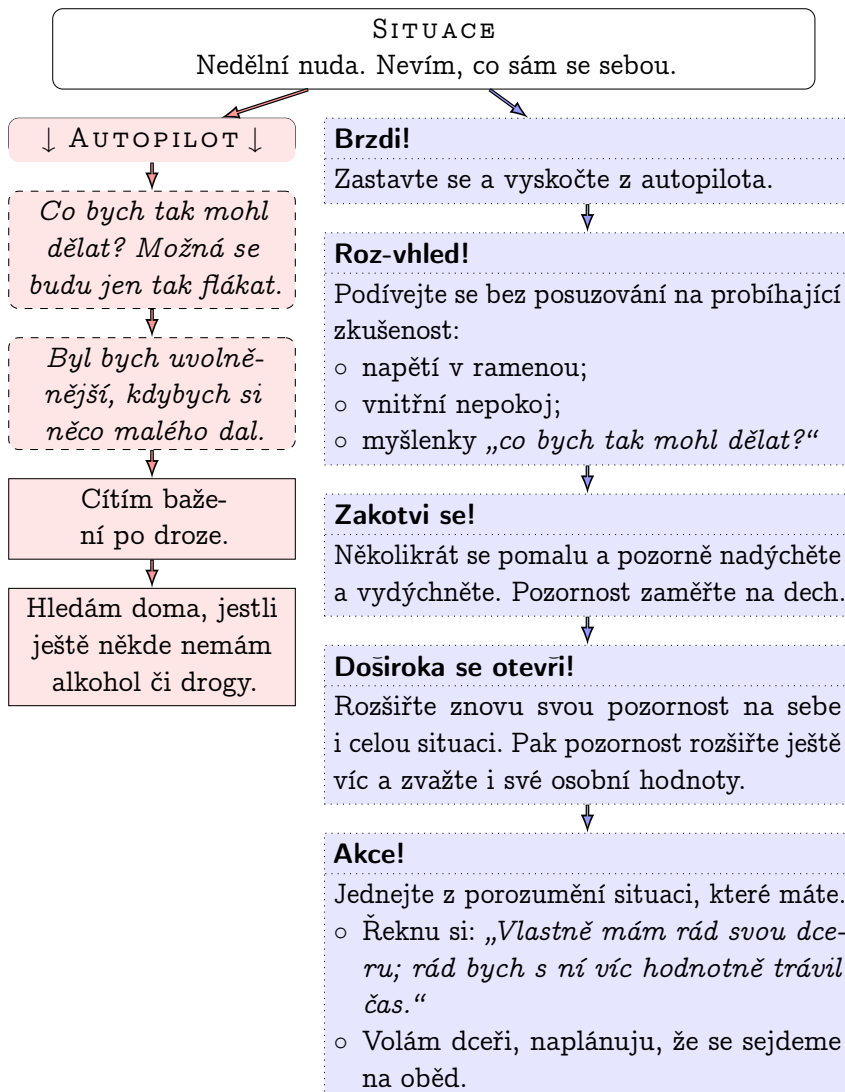 SITUACE
Nedělní nuda. Nevím, co sám se sebou.
↓ AUTOPILOT ↓
Co bych tak mohl
dělat? Možná se
budu jen tak flákat.
Byl bych uvolně-
nější, kdybych si
něco malého dal.
Cítím baže-
ní po droze.
Hledám doma, jestli
ještě někde nemám
alkohol či drogy.
Brzdi!
Zastavte se a vyskočte z autopilota.
Roz-vhled!
Podívejte se bez posuzování na probíhající
zkušenost:
○ napětí v ramenou;
○ vnitřní nepokoj;
○ myšlenky „co bych tak mohl dělat?“
Zakotvi se!
Několikrát se pomalu a pozorně nadýchěte
a vydýchněte. Pozornost zaměřte na dech.
Doširoka se otevři!
Rozšiřte znovu svou pozornost na sebe
i celou situaci. Pak pozornost rozšiřte ještě
víc a zvažte i své osobní hodnoty.
Akce!
Jednejte z porozumění situaci, které máte.
○ Řeknu si: „Vlastně mám rád svou dce-
ru; rád bych s ní víc hodnotně trávil
čas.“
○ Volám dceři, naplánuju, že se sejdeme
na oběd.